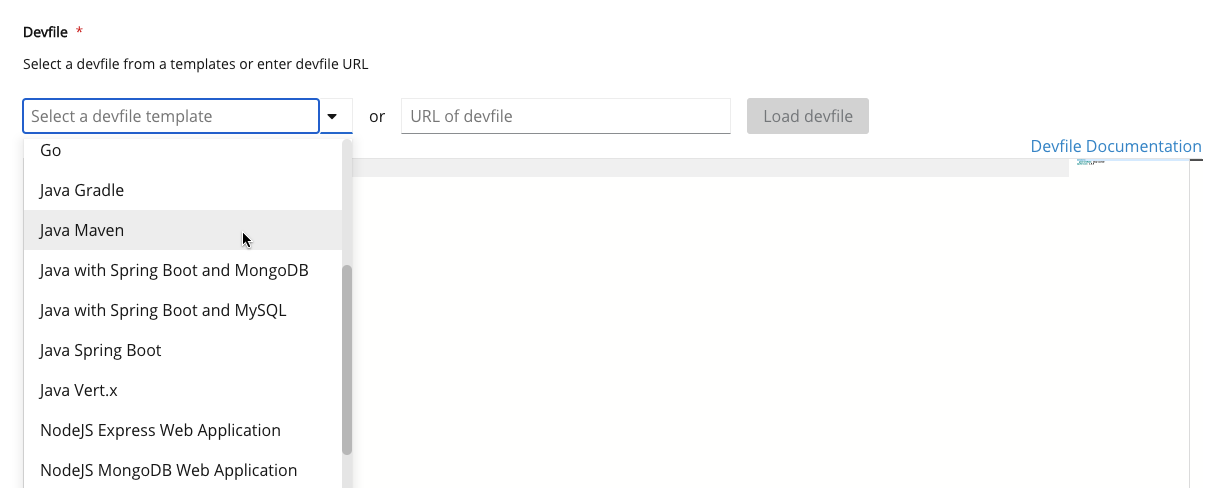 Devfile *
Select a devfile from a templates or enter devfile URL
Select a devfile template or URL of devfile Load devfile
Devfile Documentation
Go
Java Gradle
Java Maven
Java with Spring Boot and MongoDB
Java with Spring Boot and MySQL
Java Spring Boot
Java Vert.x
NodeJS Express Web Application
NodeJS MongoDB Web Application